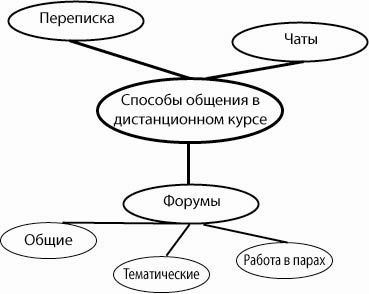 Переписка
Чаты
Способы общения в
дистанционном курсе
Форумы
Общие
Тематические
Работа в парах